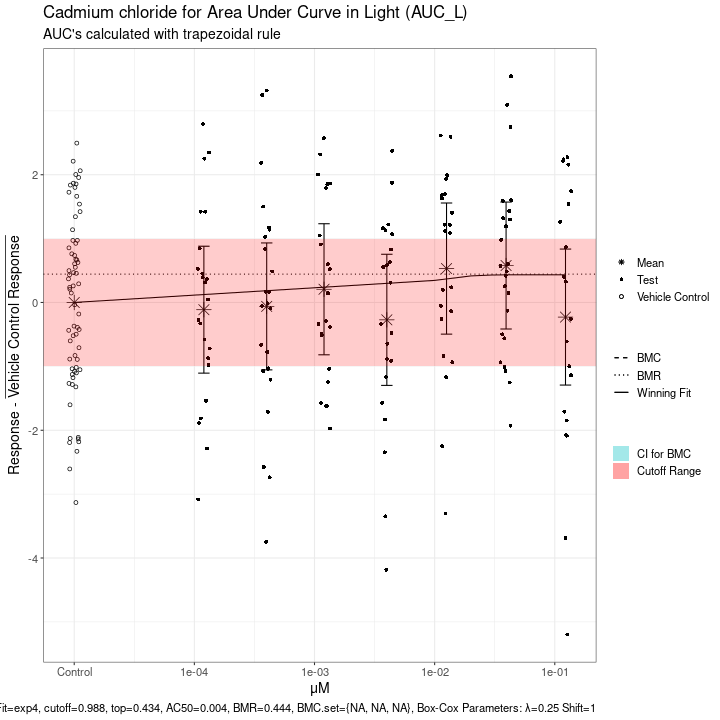 Cadmium chloride for Area Under Curve in Light (AUC_L)
AUC's calculated with trapezoidal rule
Response - Vehicle Control Response
2
0
-2
-4
Control
1e-04
1e-03
1e-02
1e-01
μM
Mean
Test
Vehicle Control
BMC
BMR
Winning Fit
CI for BMC
Cutoff Range
Fit=exp4, cutoff=0.988, top=0.434, AC50=0.004, BMR=0.444, BMC.set={NA, NA, NA}, Box-Cox Parameters: λ=0.25 Shift=1